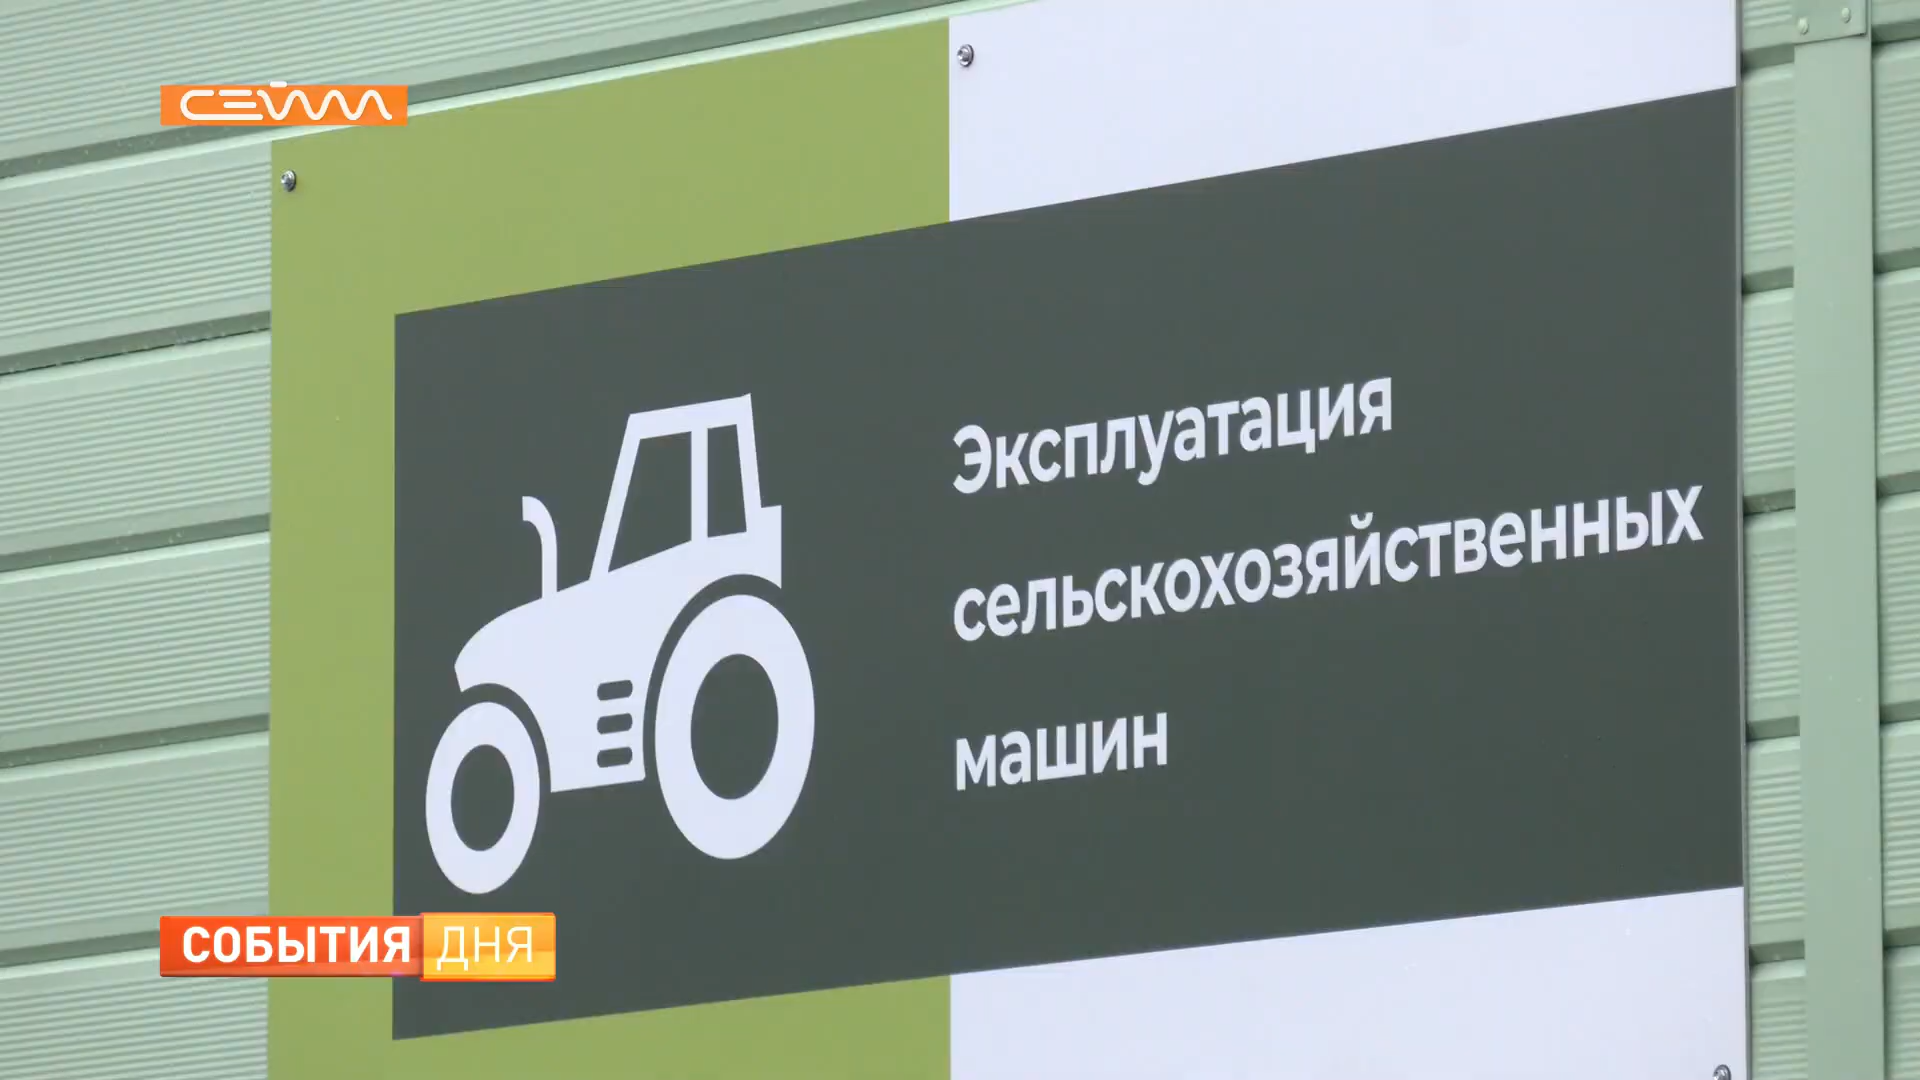 СЕЙМ
Эксплуатация
сельскохозяйственных
машин
СОБЫТИЯ ДНЯ